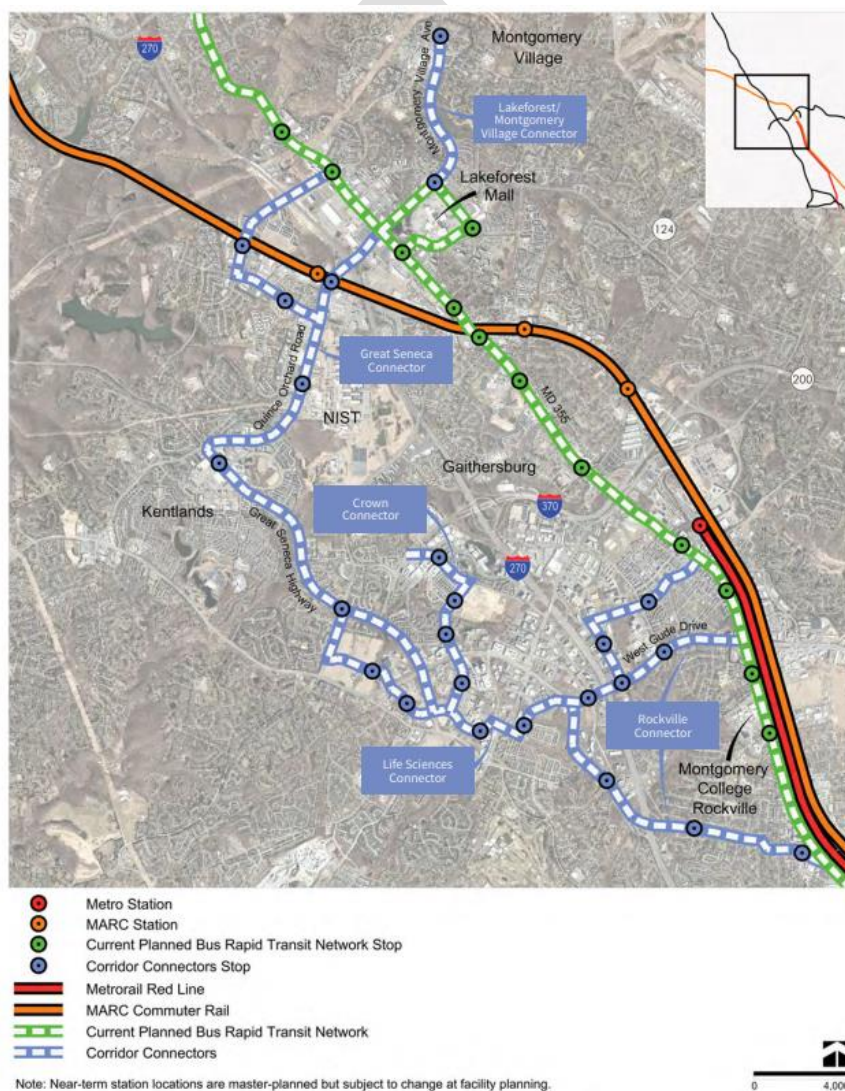 270
Montgomery
Village
Montgomery Village Ave
Lakeforest/
Montgomery
Village Connector
Lakeforest
Mall
124
Great Seneca
Connector
Quince Orchard Road
200
NIST
MD 355
Gaithersburg
Kentlands
Crown
Connector
370
Great Seneca
Highway
270
West Gude Drive
Rockville
Connector
Life Sciences
Connector
Montgomery
College
Rockville
Metro Station
MARC Station
Current Planned Bus Rapid Transit Network Stop
Corridor Connectors Stop
Metrorail Red Line
MARC Commuter Rail
Current Planned Bus Rapid Transit Network
Corridor Connectors
Note: Near-term station locations are master-planned but subject to change at facility planning.
0 4,00